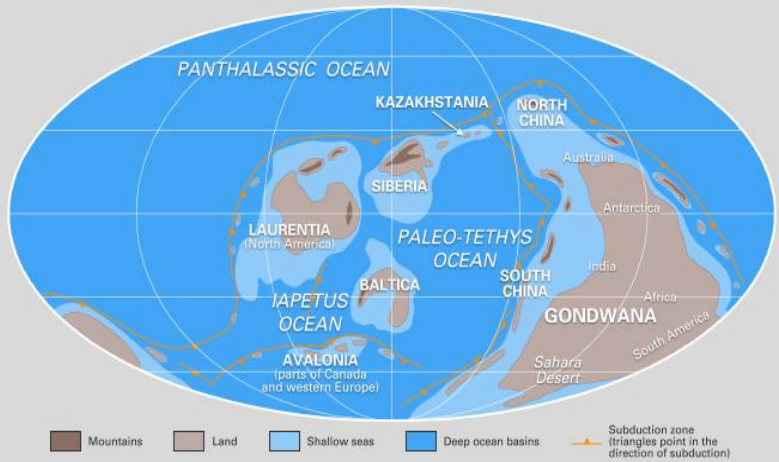 PANTHALASSIC OCEAN
KAZAKHSTANIA
NORTH
CHINA
Australia
SIBERIA
Antarctica
LAURENTIA
(North America)
PALEO-TETHYS
OCEAN
India
SOUTH
CHINA
BALTICA
Africa
IAPETUS
OCEAN
GONDWANA
South America
AVALONIA
(parts of Canada
and western Europe)
Sahara
Desert
Mountains
Land
Shallow seas
Deep ocean basins
Subduction zone
(triangles point in the
direction of subduction)